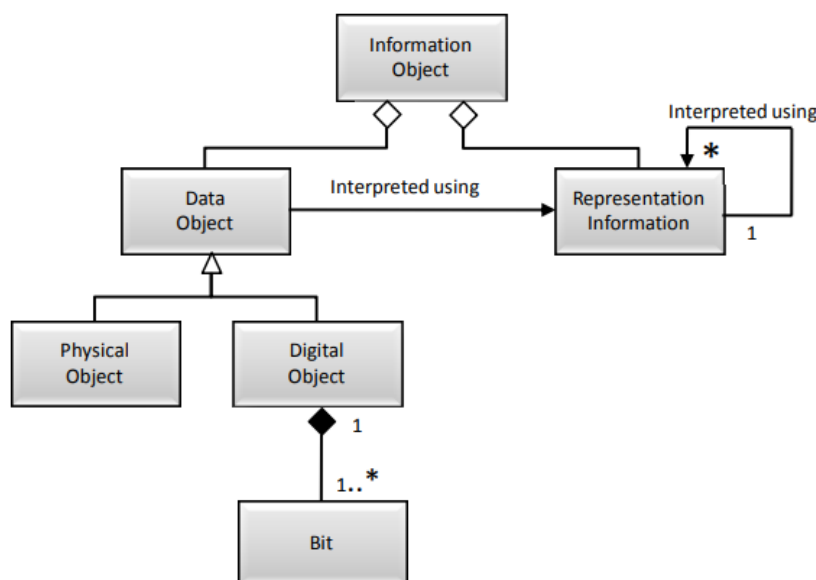 Information
Object
Interpreted using
*
Data
Object
Interpreted using
Representation
Information
1
Physical
Object
Digital
Object
1
1..*
Bit